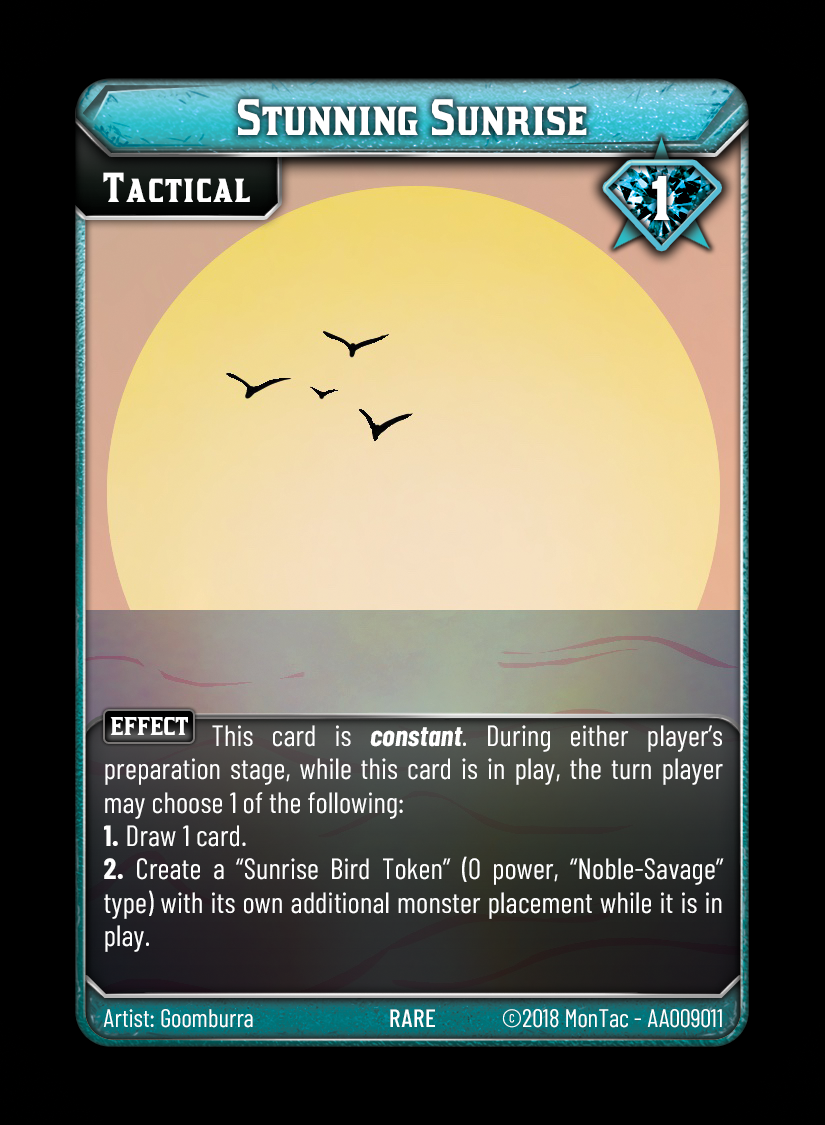 Stunning Sunrise
Tactical
1
EFFECT This card is constant. During either player’s
preparation stage, while this card is in play, the turn player
may choose 1 of the following:
1. Draw 1 card.
2. Create a “Sunrise Bird Token” (0 power, “Noble-Savage”
type) with its own additional monster placement while it is in
play.
Artist: Goomburra RARE ©2018 MonTac - AA009011